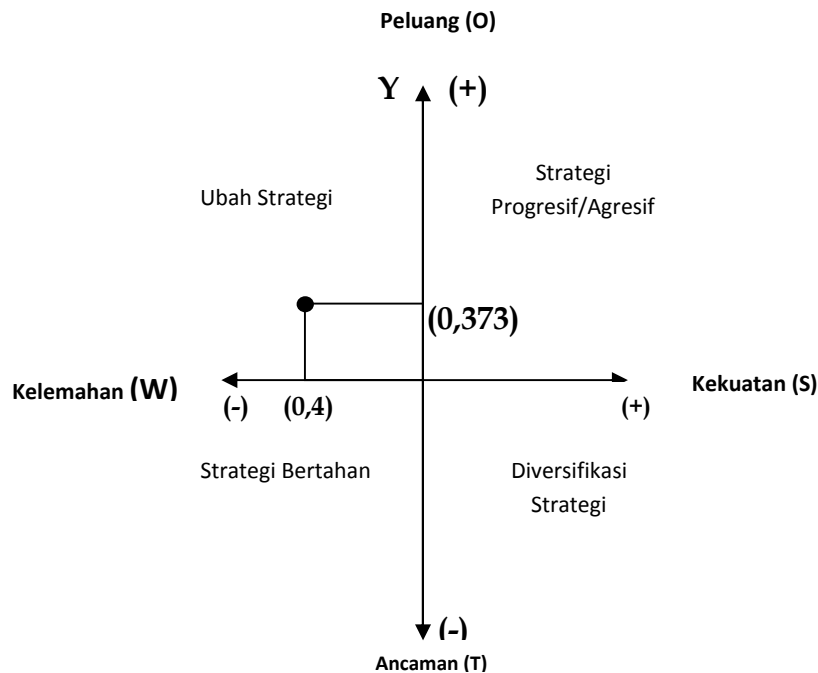 Peluang (O)
Y (+)
Ubah Strategi
Strategi
Progresif/Agresif
(0,373)
Kelemahan (W)
Kekuatan (S)
(-) (0,4) (+)
Strategi Bertahan
Diversifikasi
Strategi
(-)
Ancaman (T)